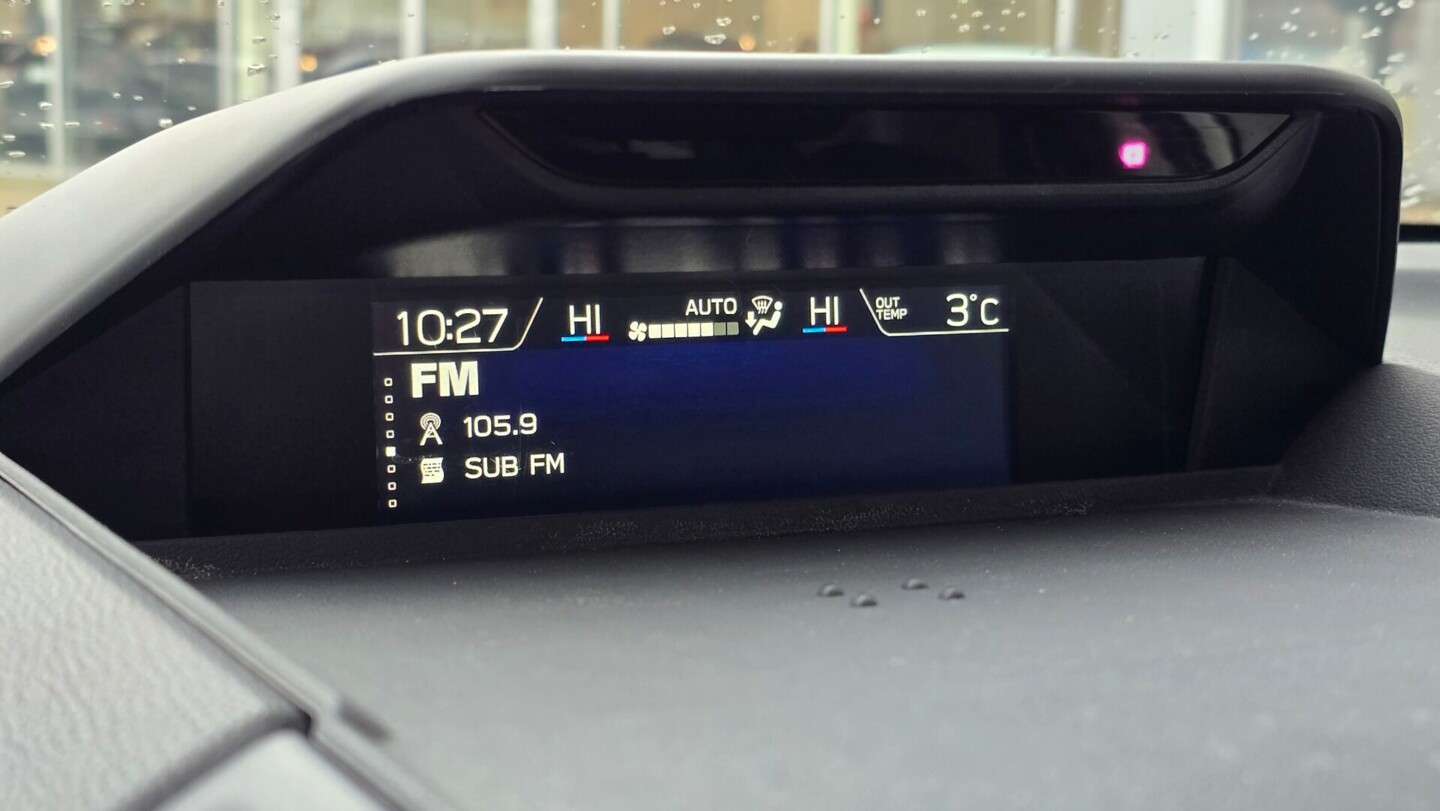 10:27
HI
AUTO
HI
OUT
TEMP
3°C
FM
105.9
SUB FM